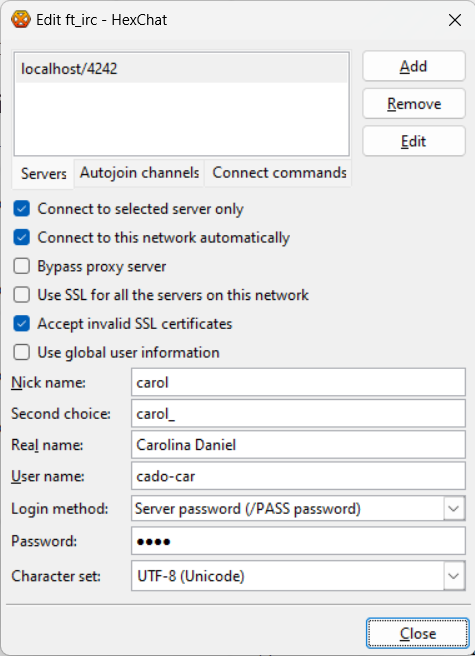 Edit ft_irc - HexChat
localhost/4242
Add
Remove
Edit
Servers Autojoin channels Connect commands
Connect to selected server only
Connect to this network automatically
Bypass proxy server
Use SSL for all the servers on this network
Accept invalid SSL certificates
Use global user information
Nick name: carol
Second choice: carol_
Real name: Carolina Daniel
User name: cado-car
Login method: Server password (/PASS password)
Password: ••••
Character set: UTF-8 (Unicode)
Close